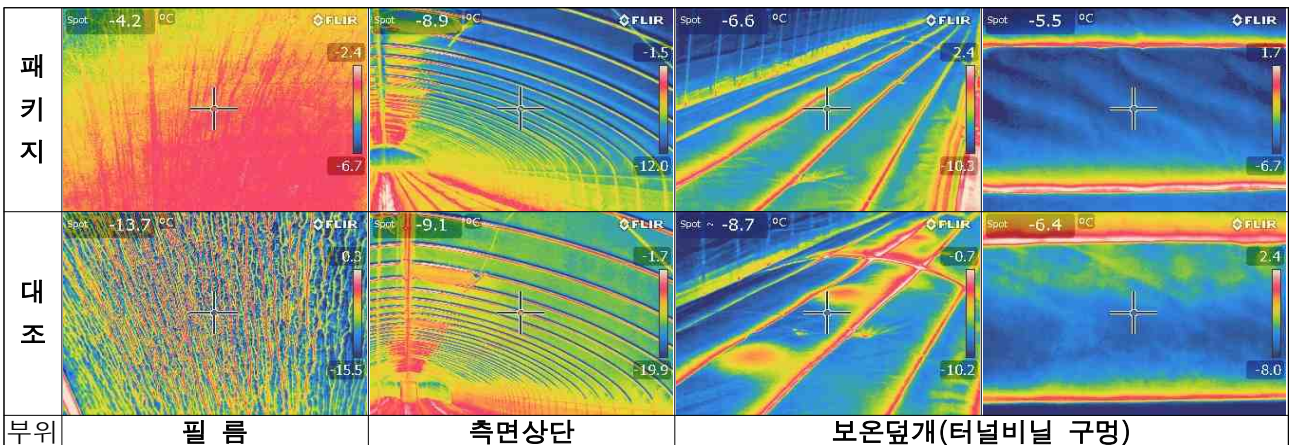 패
키
지
Spot -4.2 °C FLIR
-2.4
-6.7
Spot -8.9 °C FLIR
-1.5
-12.0
Spot -6.6 °C FLIR
2.4
-10.3
Spot -5.5 °C FLIR
1.7
-6.7
대
조
Spot -13.7 °C FLIR
0.3
-15.5
Spot -9.1 °C FLIR
-1.7
-19.9
Spot ~ -8.7 °C FLIR
-0.7
-10.2
Spot -6.4 °C FLIR
2.4
-8.0
부위 필 름 측면상단 보온덮개(터널비닐 구멍)